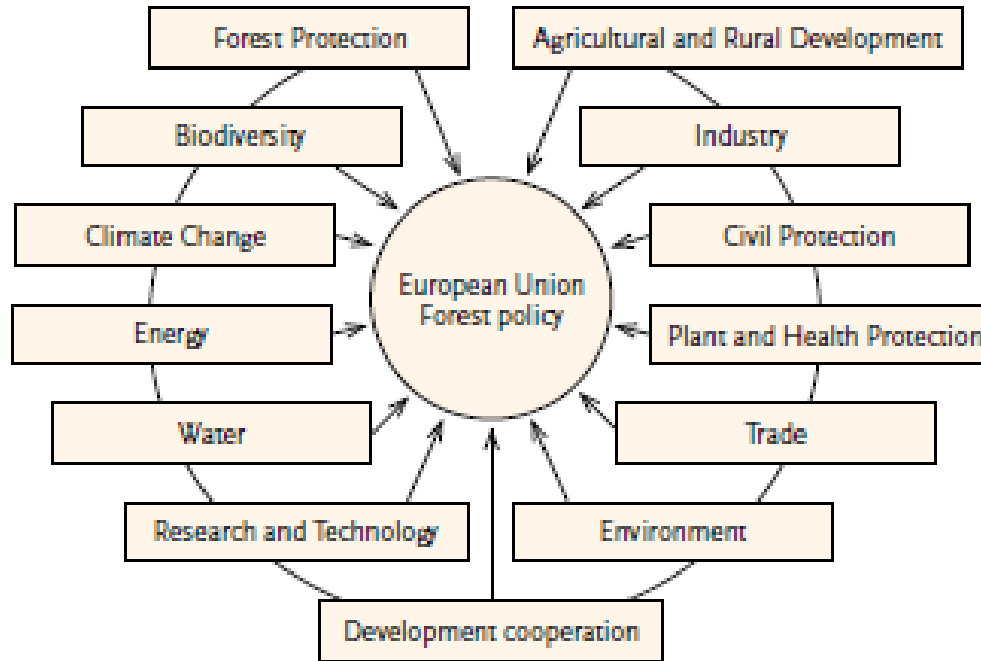 Forest Protection
Agricultural and Rural Development
Biodiversity
Industry
Climate Change
Civil Protection
European Union
Forest policy
Energy
Plant and Health Protection
Water
Trade
Research and Technology
Environment
Development cooperation